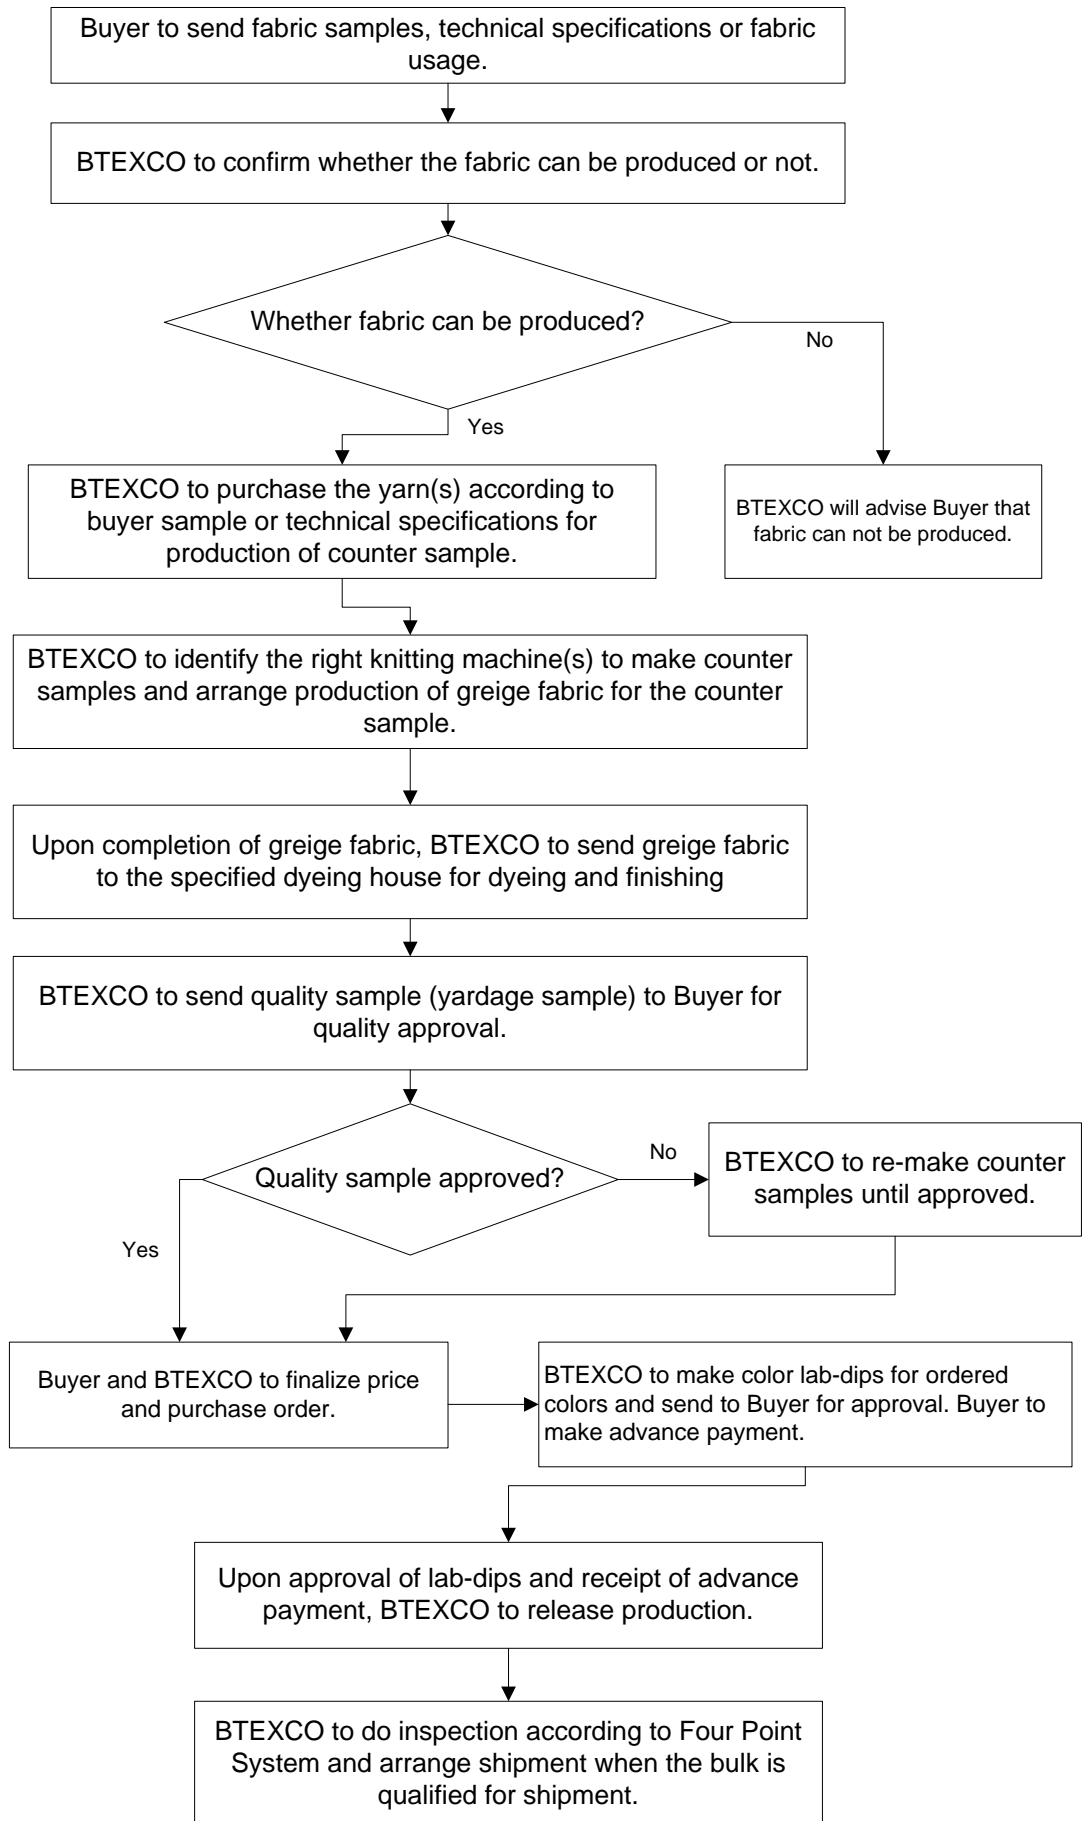 Buyer to send fabric samples, technical specifications or fabric
usage.
BTEXCO to confirm whether the fabric can be produced or not.
Whether fabric can be produced?
No
Yes
BTEXCO to purchase the yarn(s) according to
buyer sample or technical specifications for
production of counter sample.
BTEXCO will advise Buyer that
fabric can not be produced.
BTEXCO to identify the right knitting machine(s) to make counter
samples and arrange production of greige fabric for the counter
sample.
Upon completion of greige fabric, BTEXCO to send greige fabric
to the specified dyeing house for dyeing and finishing
BTEXCO to send quality sample (yardage sample) to Buyer for
quality approval.
Quality sample approved?
No
BTEXCO to re-make counter
samples until approved.
Yes
Buyer and BTEXCO to finalize price
and purchase order.
BTEXCO to make color lab-dips for ordered
colors and send to Buyer for approval. Buyer to
make advance payment.
Upon approval of lab-dips and receipt of advance
payment, BTEXCO to release production.
BTEXCO to do inspection according to Four Point
System and arrange shipment when the bulk is
qualified for shipment.